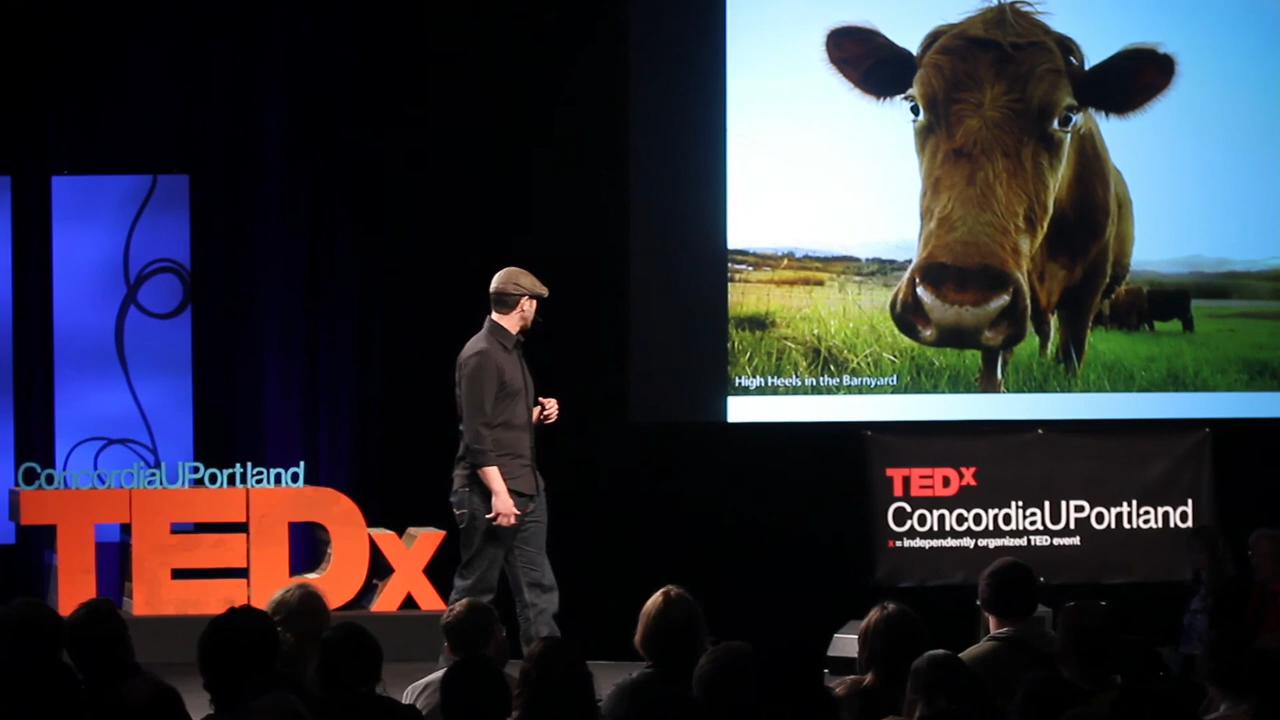 High Heels in the Barnyard
ConcordiaUPortland
TEDx
TEDx
ConcordiaUPortland
x = independently organized TED event